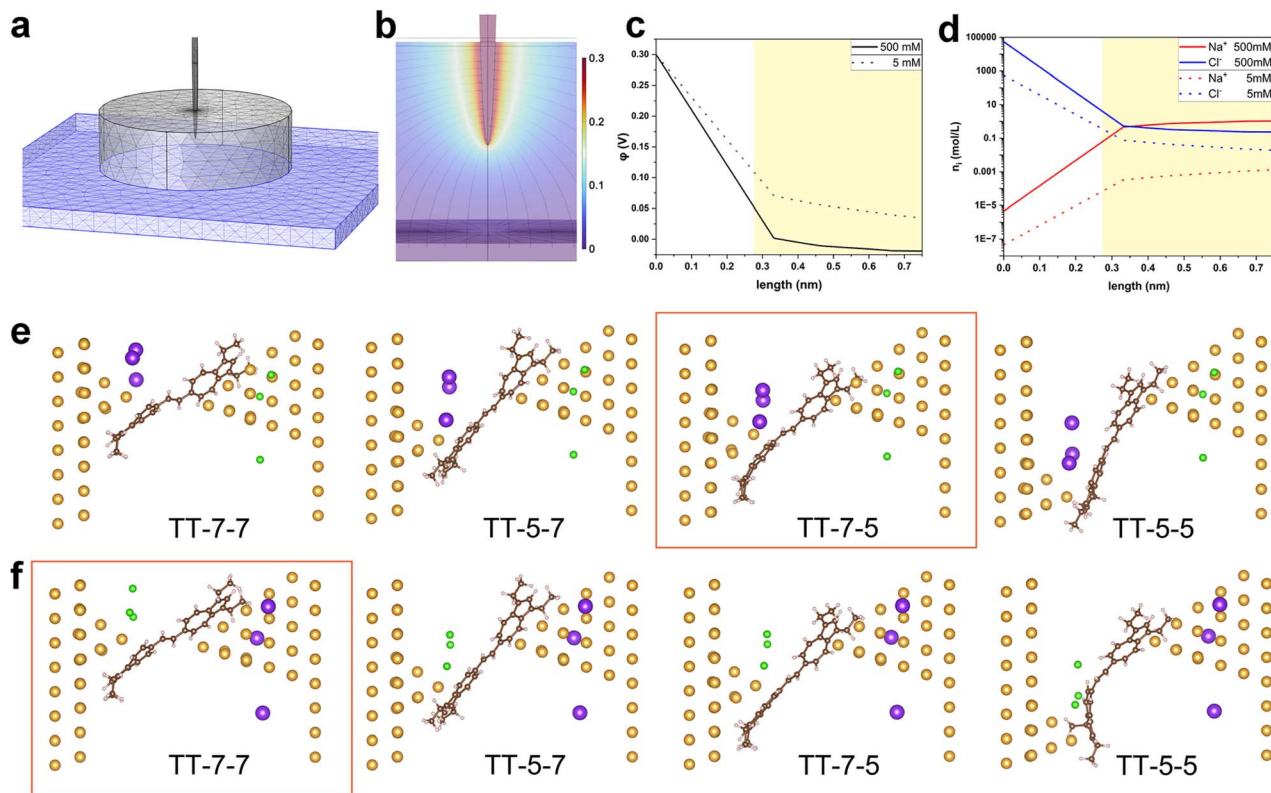 a
b
0.3
0.2
0.1
0
c
500 mM
5 mM
φ (V)
0.30
0.25
0.20
0.15
0.10
0.05
0.00
0.0 0.1 0.2 0.3 0.4 0.5 0.6 0.7
length (nm)
d
Na⁺ 500mM
Cl⁻ 500mM
Na⁺ 5mM
Cl⁻ 5mM
nᵢ (mol/L)
100000
1000
10
0.1
0.001
1E−5
1E−7
0.0 0.1 0.2 0.3 0.4 0.5 0.6 0.7
length (nm)
e
TT-7-7
TT-5-7
TT-7-5
TT-5-5
f
TT-7-7
TT-5-7
TT-7-5
TT-5-5